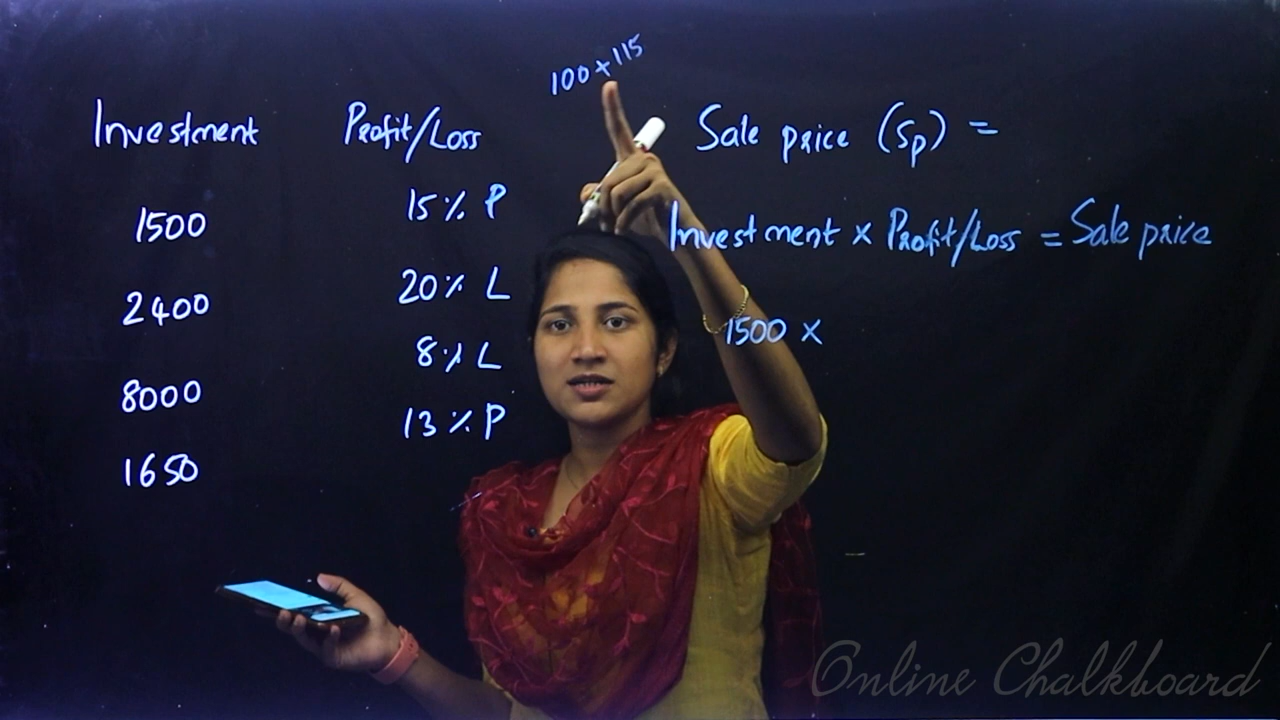 100 x 115
Investment
Profit/Loss
Sale price (Sp) =
15% P
1500
Investment x Profit/Loss = Sale price
20% L
2400
1500 x
8% L
8000
13% P
1650
Online Chalkboard